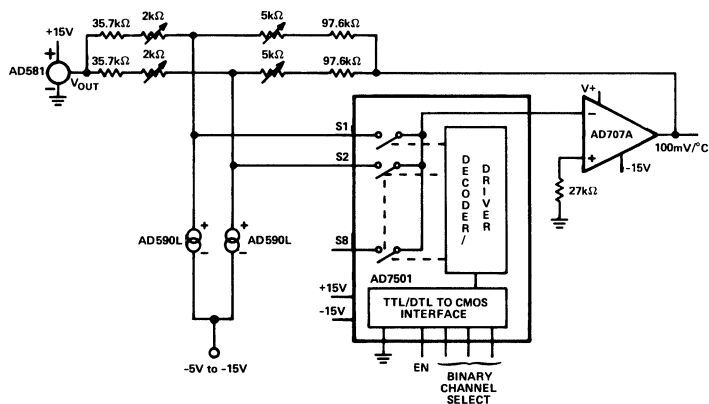 35.7kΩ 2kΩ 5kΩ 97.6kΩ
+15V
+
35.7kΩ 2kΩ 5kΩ 97.6kΩ
AD581
−
VOUT
V+
S1
−
AD707A
S2
+
100mV/°C
−15V
DECODER/
DRIVER
27kΩ
+ +
AD590L AD590L
− −
S8
AD7501
+15V
TTL/DTL TO CMOS
INTERFACE
−15V
−5V to −15V
EN
BINARY
CHANNEL
SELECT